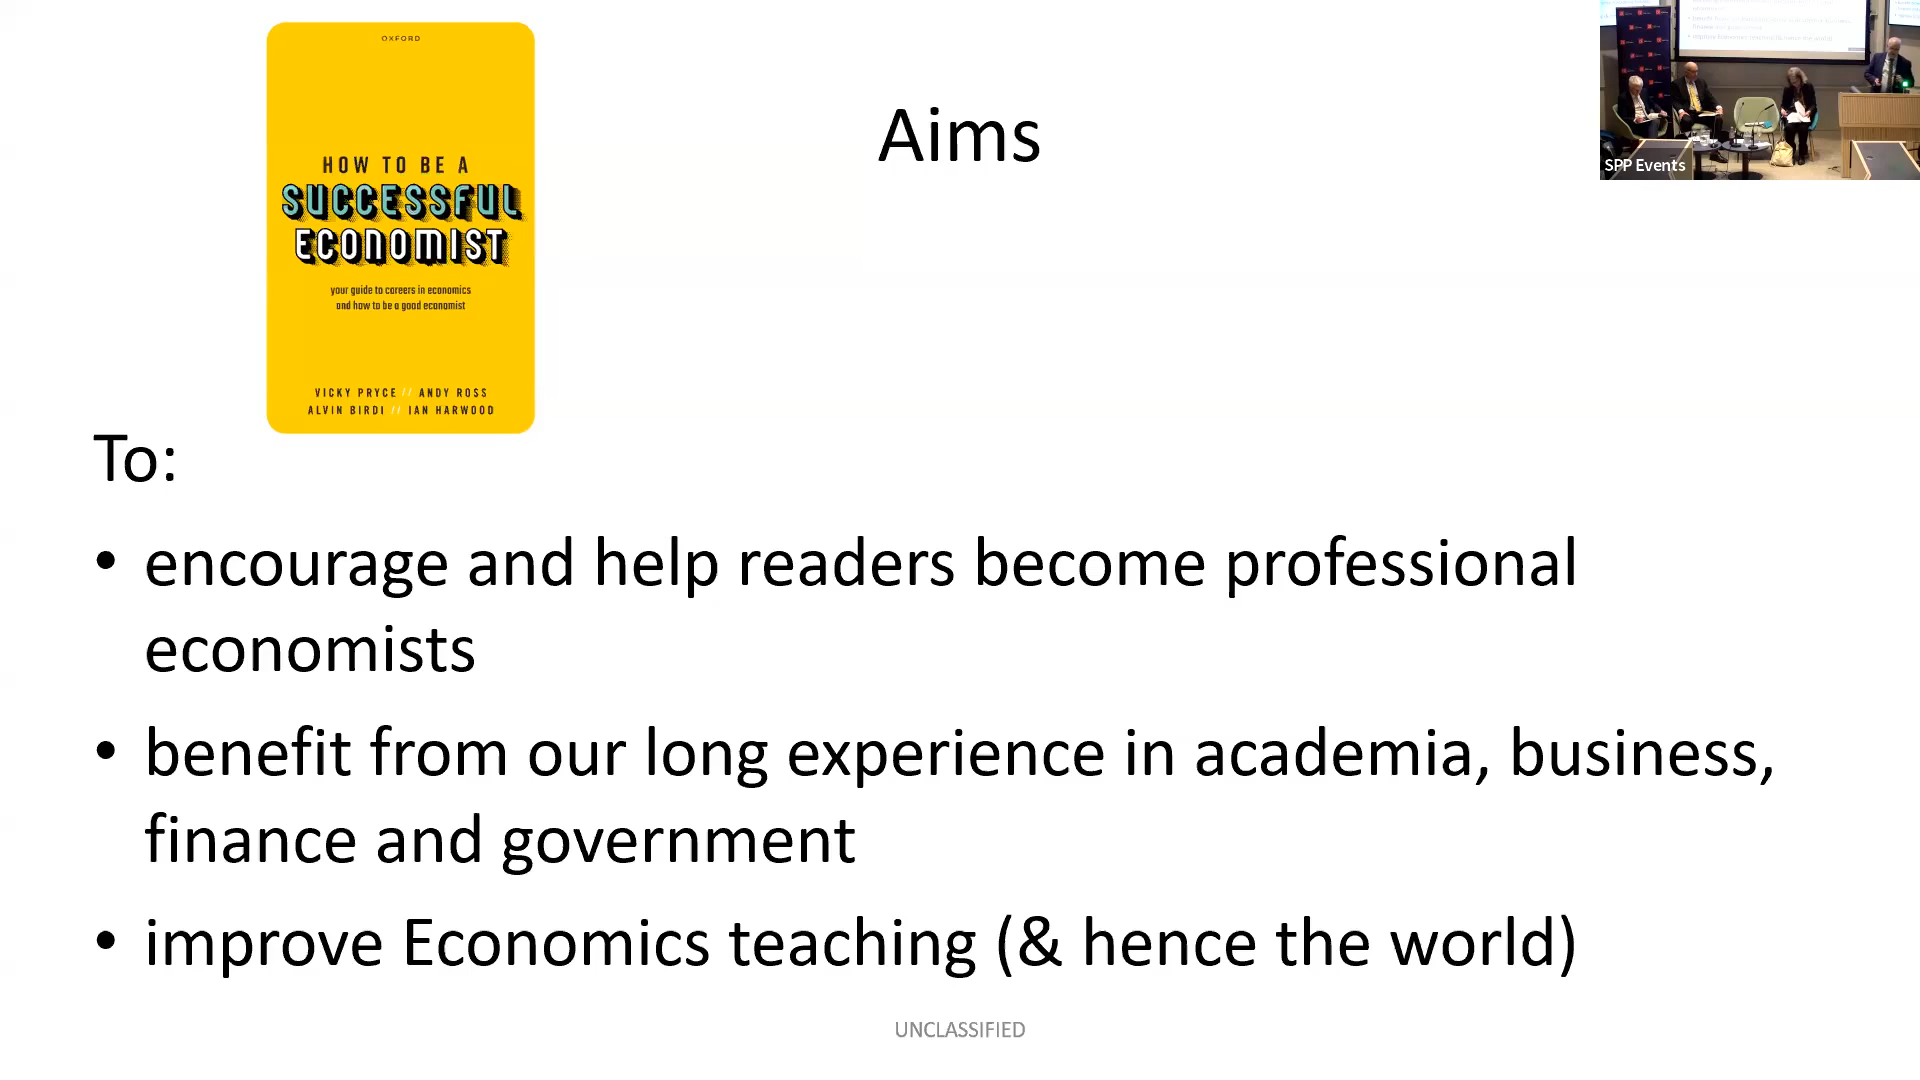 OXFORD
HOW TO BE A
SUCCESSFUL
ECONOMIST
your guide to careers in economics
and how to be a good economist
VICKY PRYCE // ANDY ROSS
ALVIN BIRDI // IAN HARWOOD
Aims
SPP Events
To:
• encourage and help readers become professional
economists
• benefit from our long experience in academia, business,
finance and government
• improve Economics teaching (& hence the world)
UNCLASSIFIED